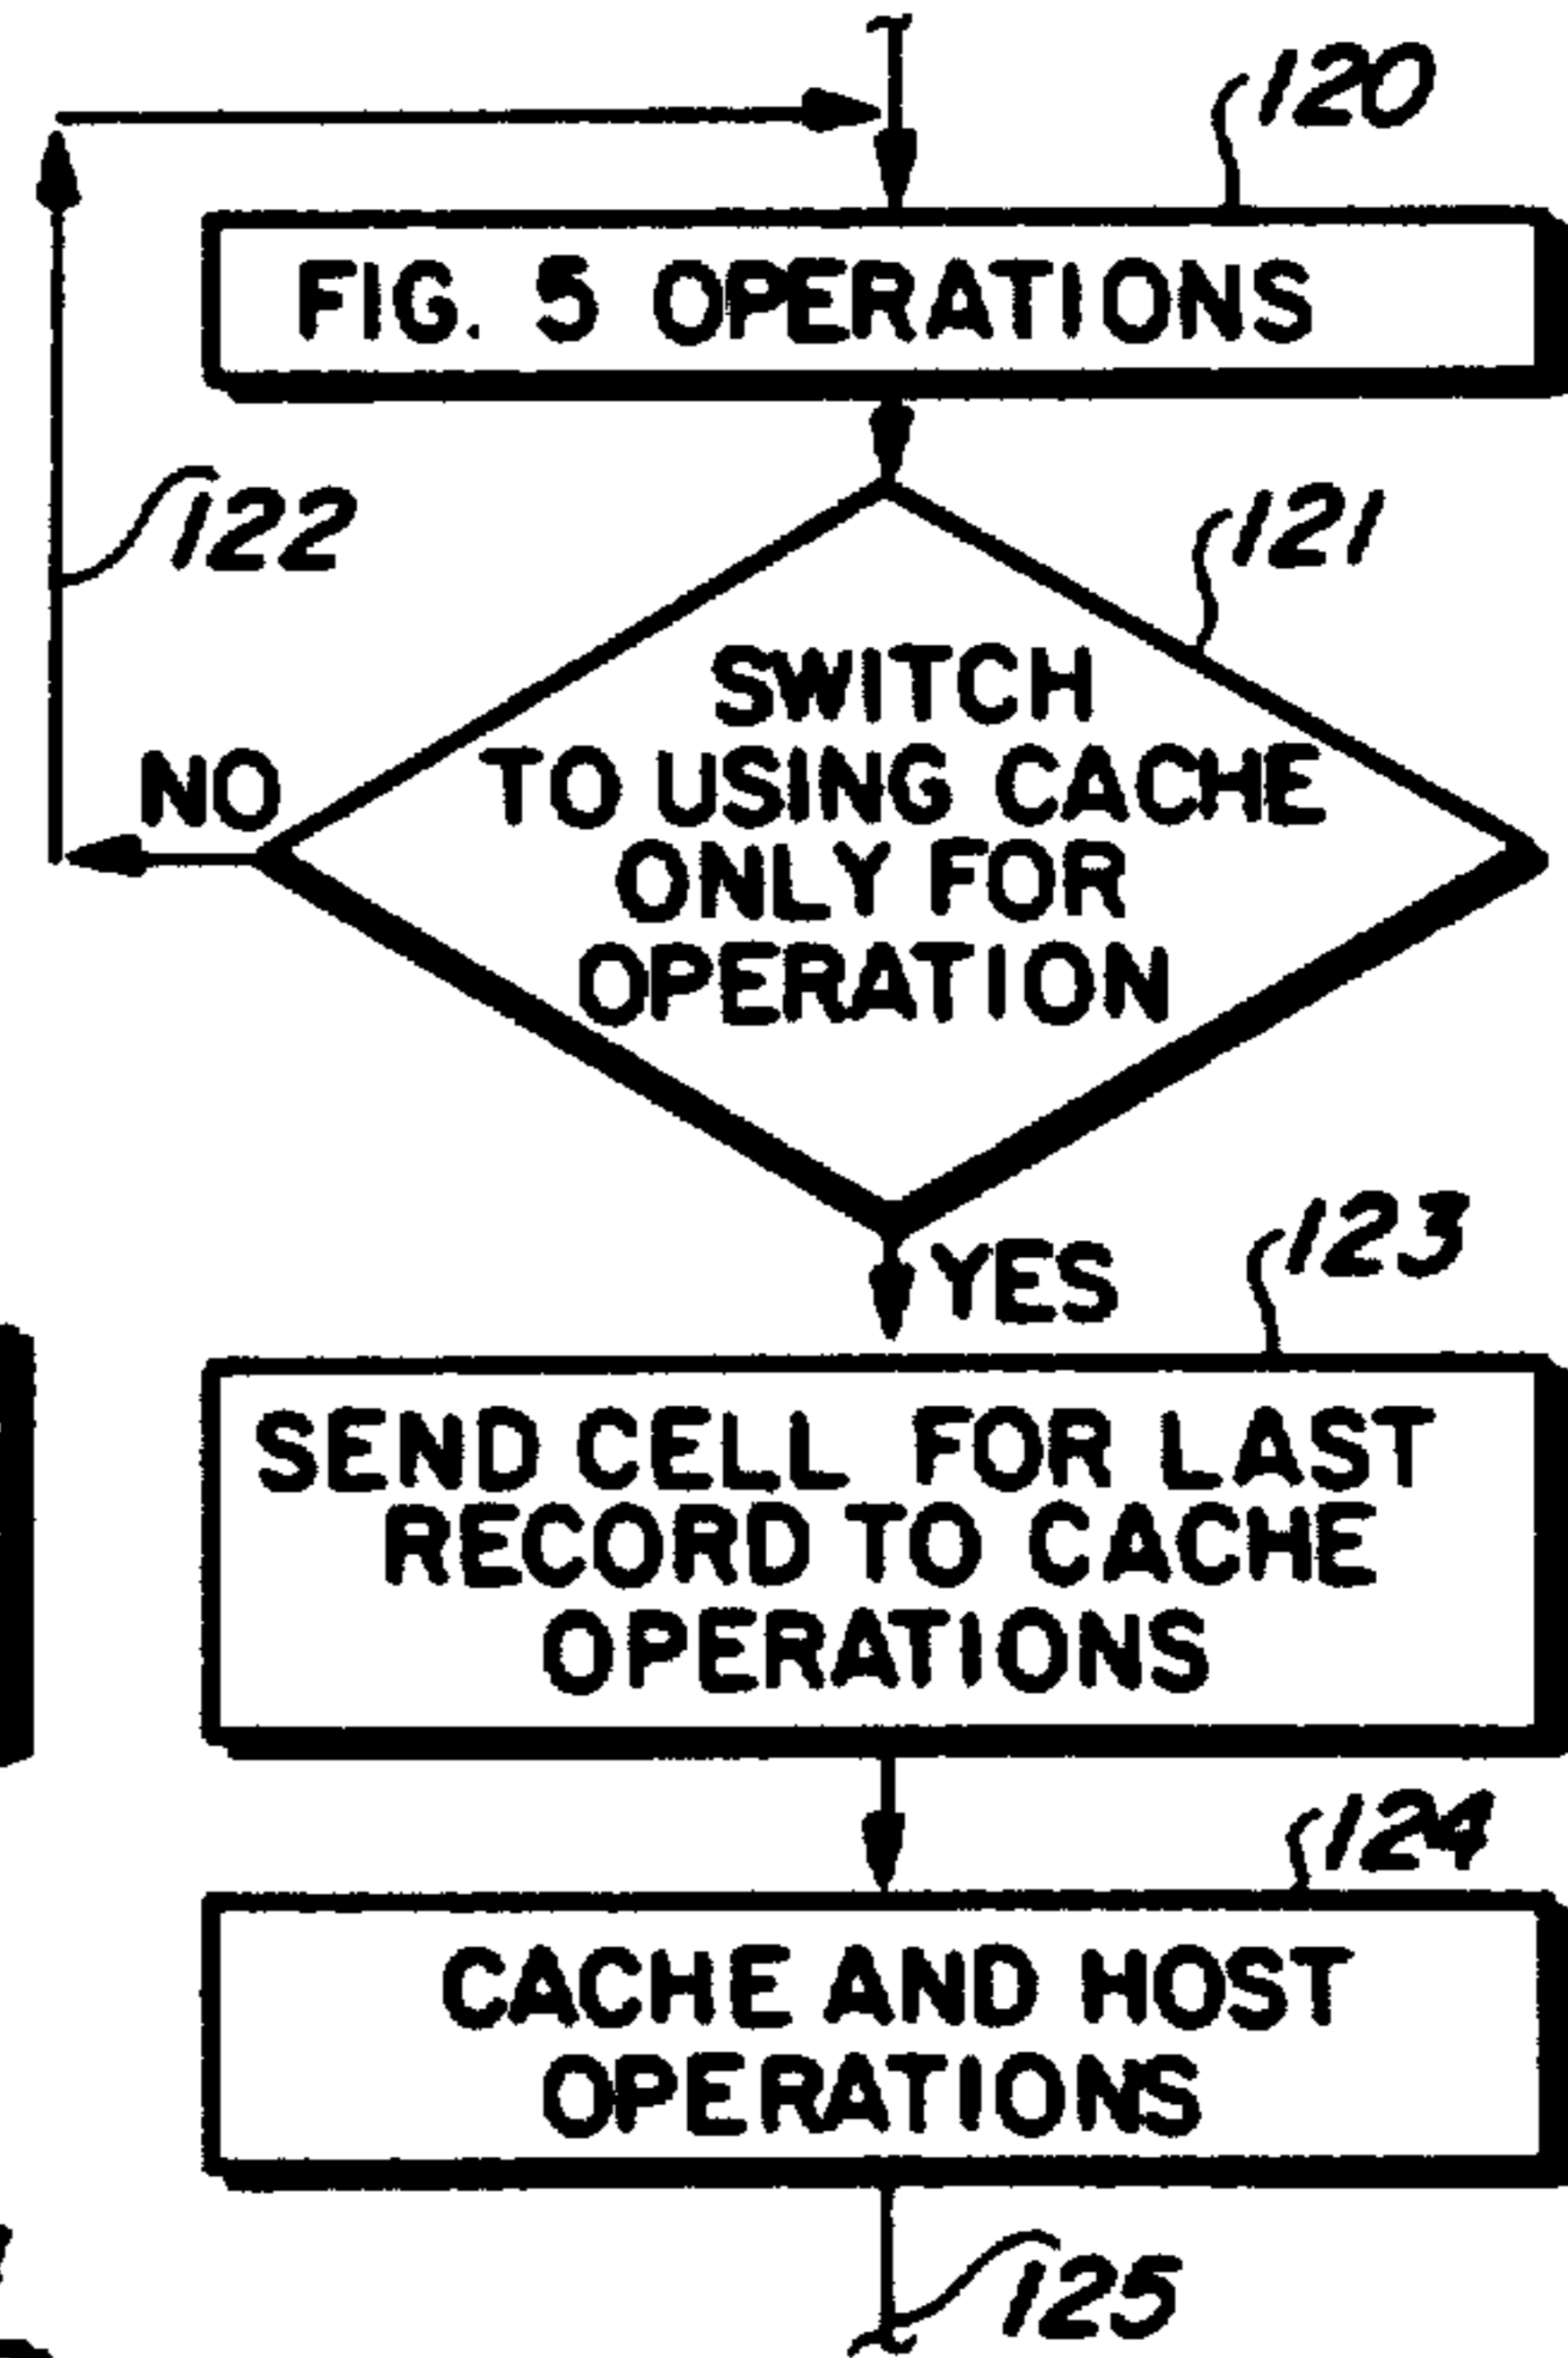 120
FIG. 5 OPERATIONS
122
121
SWITCH
TO USING CACHE
ONLY FOR
OPERATION
NO
YES
123
SEND CELL FOR LAST
RECORD TO CACHE
OPERATIONS
124
CACHE AND HOST
OPERATIONS
125